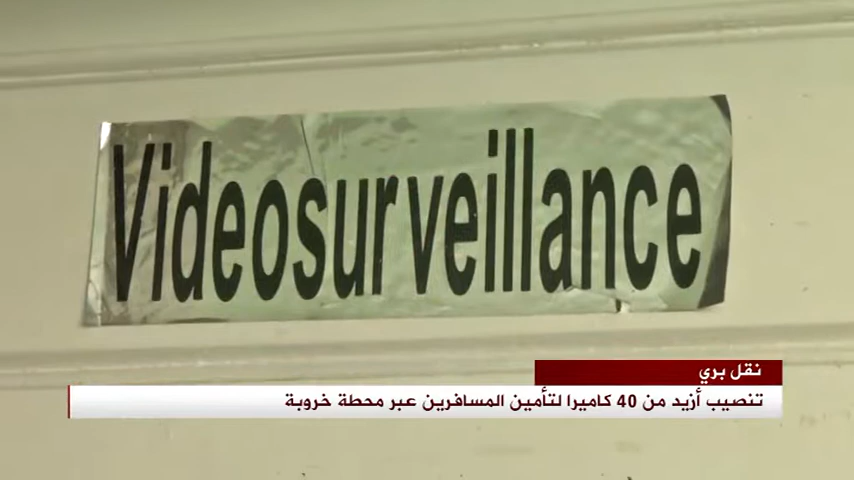 Videosurveillance
نقل بري
تنصيب أزيد من 40 كاميرا لتأمين المسافرين عبر محطة خروبة